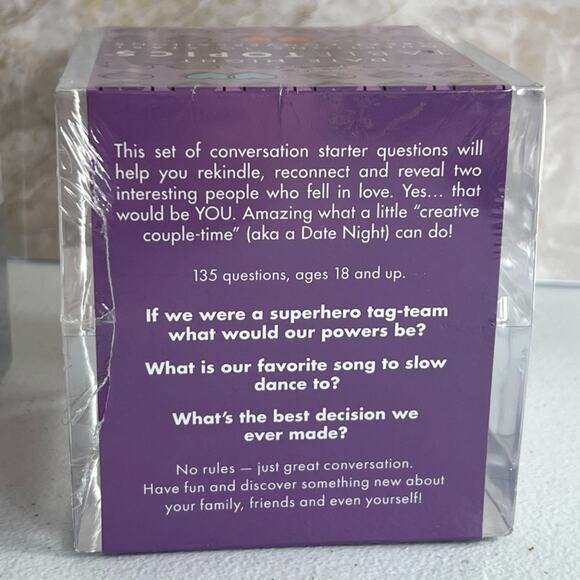 DATE NIGHT
TOPICS
This set of conversation starter questions will
help you rekindle, reconnect and reveal two
interesting people who fell in love. Yes... that
would be YOU. Amazing what a little “creative
couple-time” (aka a Date Night) can do!
135 questions, ages 18 and up.
If we were a superhero tag-team
what would our powers be?
What is our favorite song to slow
dance to?
What's the best decision we
ever made?
No rules — just great conversation.
Have fun and discover something new about
your family, friends and even yourself!